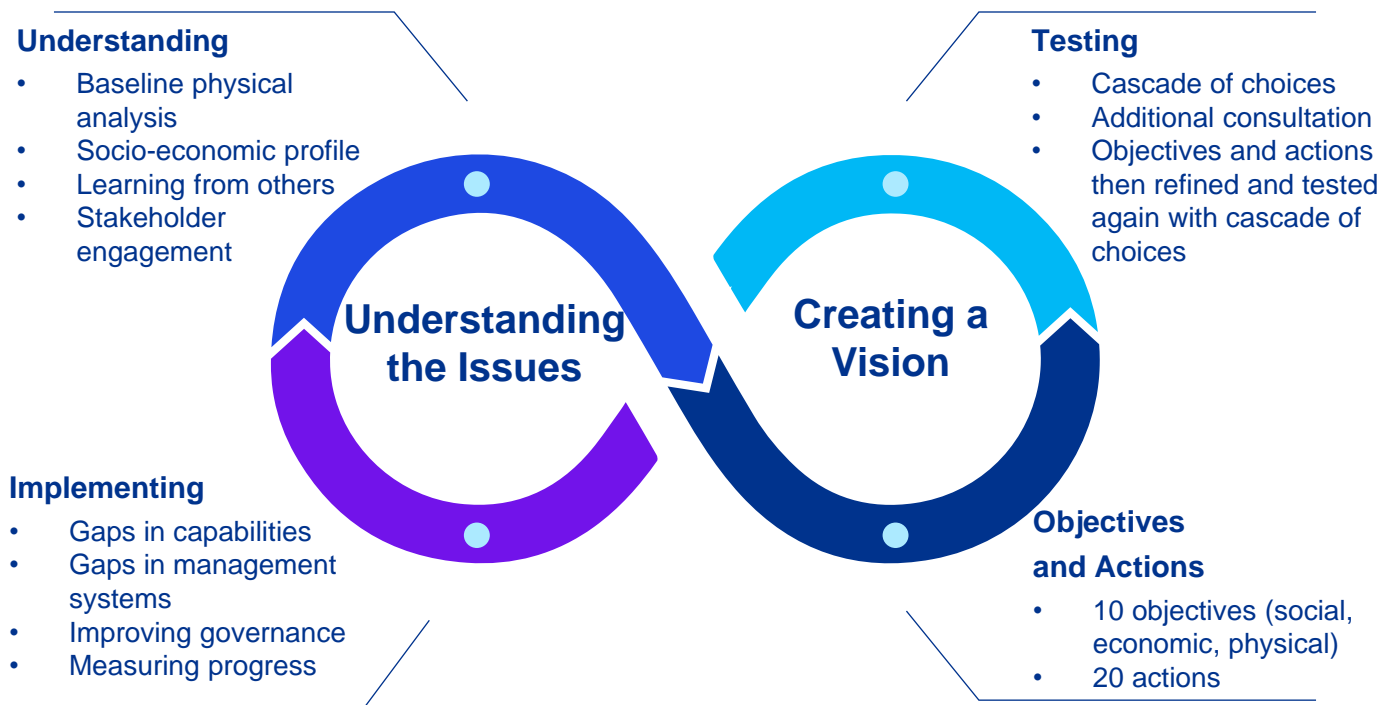 Understanding
• Baseline physical
analysis
• Socio-economic profile
• Learning from others
• Stakeholder
engagement
Testing
• Cascade of choices
• Additional consultation
• Objectives and actions
then refined and tested
again with cascade of
choices
Understanding
the Issues
Creating a
Vision
Implementing
• Gaps in capabilities
• Gaps in management
systems
• Improving governance
• Measuring progress
Objectives
and Actions
• 10 objectives (social,
economic, physical)
• 20 actions